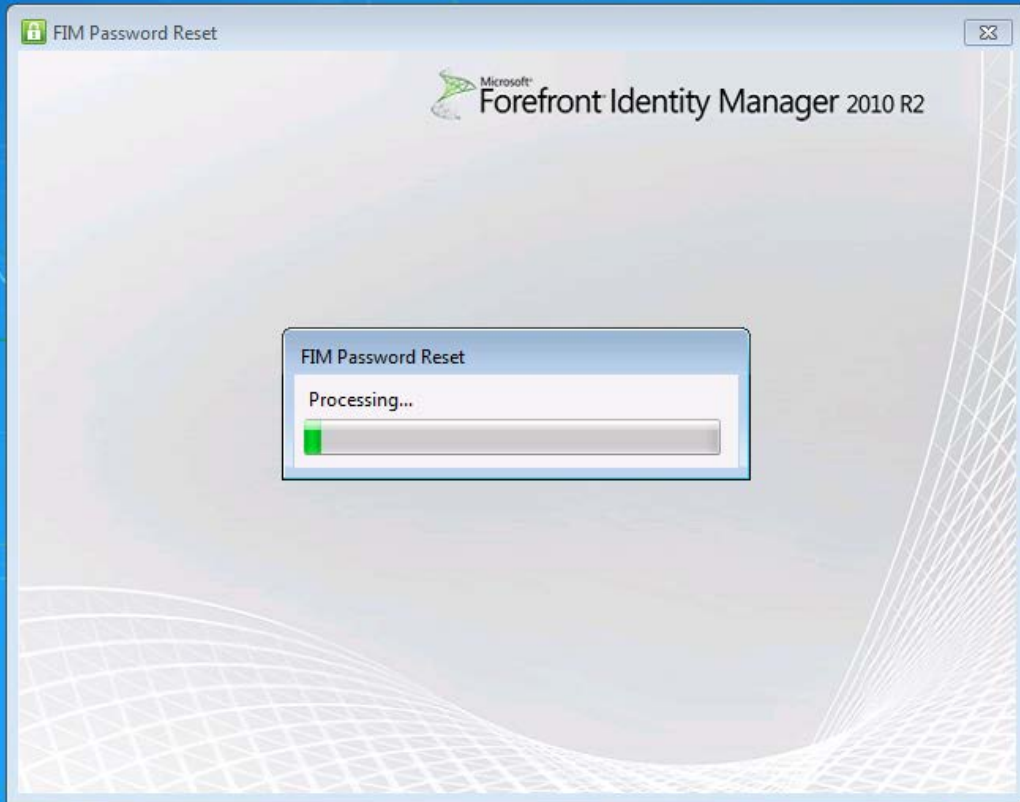 FIM Password Reset
Microsoft®
Forefront® Identity Manager 2010 R2
FIM Password Reset
Processing...